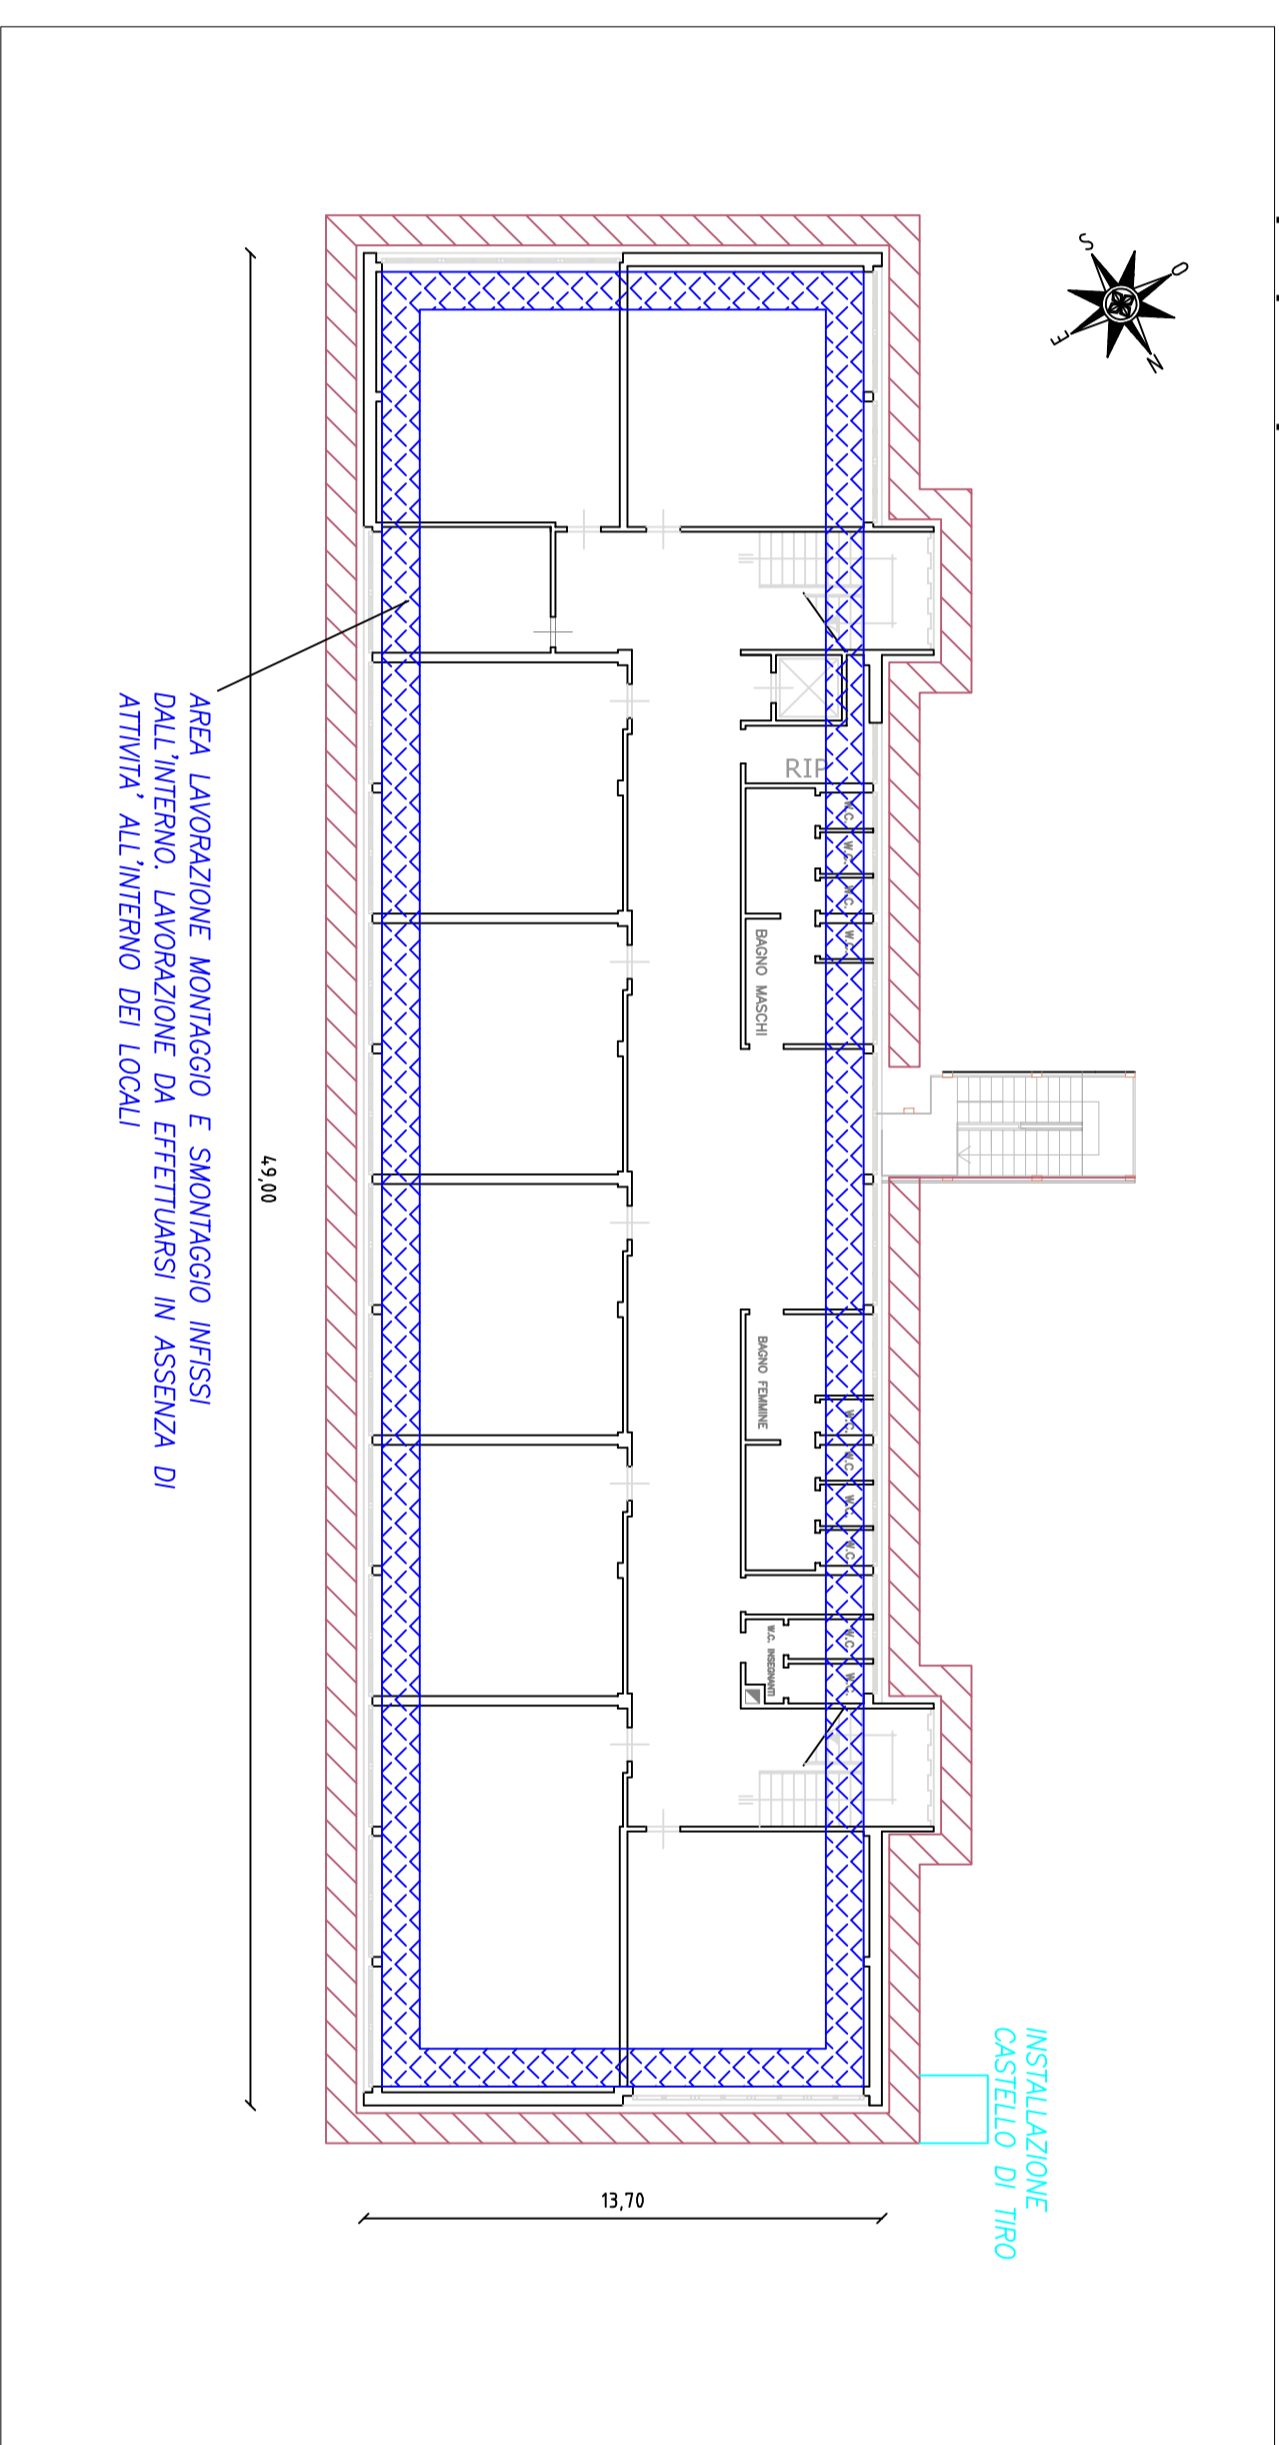 S
O
E
N
RIP
W.C.
W.C.
W.C.
W.C.
BAGNO MASCHI
AREA LAVORAZIONE MONTAGGIO E SMONTAGGIO INFISSI
DALL'INTERNO. LAVORAZIONE DA EFFETTUARSI IN ASSENZA DI
ATTIVITA' ALL'INTERNO DEI LOCALI
49,00
BAGNO FEMMINE
W.C.
W.C.
W.C.
W.C.
W.C.
W.C.
W.C. INSEGNANTI
INSTALLAZIONE
CASTELLO DI TIRO
13,70